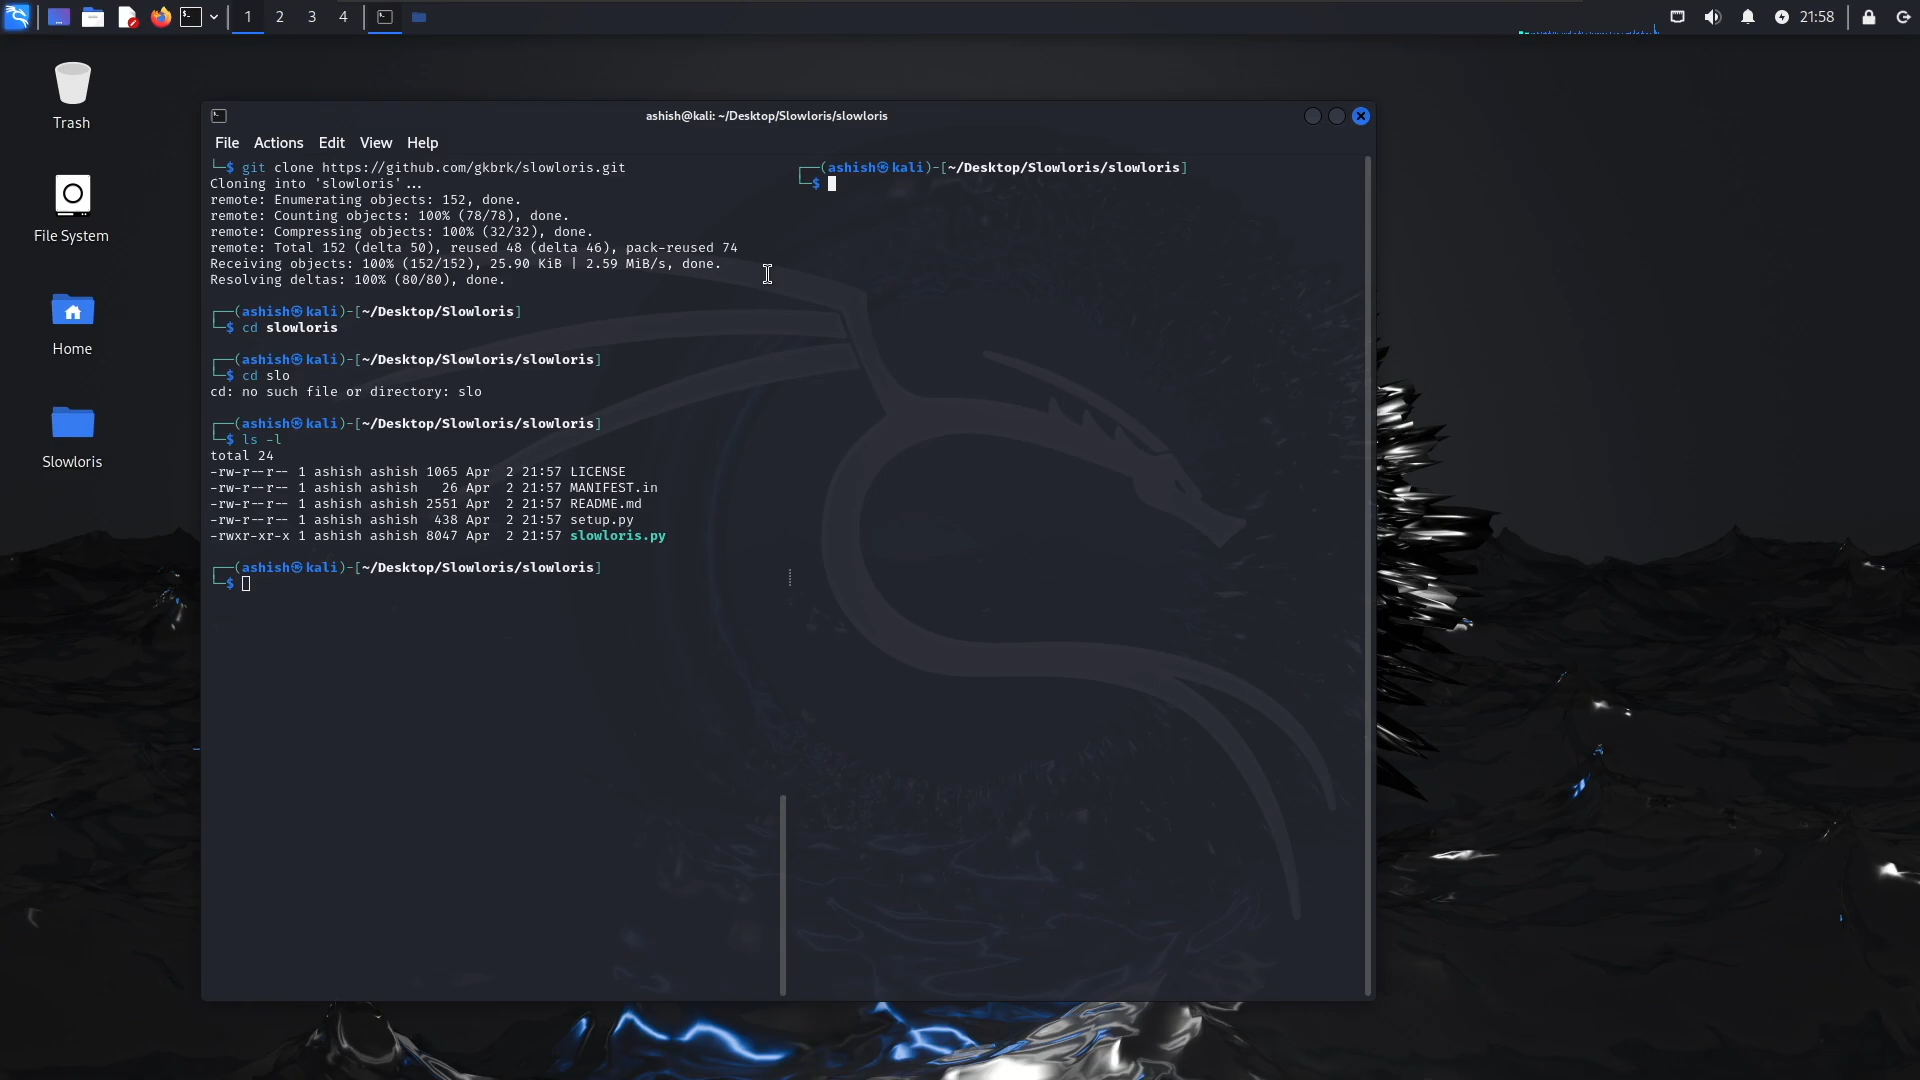 1 2 3 4
21:58
Trash
File System
Home
Slowloris
ashish@kali: ~/Desktop/Slowloris/slowloris
File Actions Edit View Help
└─$ git clone https://github.com/gkbrk/slowloris.git
Cloning into 'slowloris'...
remote: Enumerating objects: 152, done.
remote: Counting objects: 100% (78/78), done.
remote: Compressing objects: 100% (32/32), done.
remote: Total 152 (delta 50), reused 48 (delta 46), pack-reused 74
Receiving objects: 100% (152/152), 25.90 KiB | 2.59 MiB/s, done.
Resolving deltas: 100% (80/80), done.
┌──(ashish㉿kali)-[~/Desktop/Slowloris]
└─$ cd slowloris
┌──(ashish㉿kali)-[~/Desktop/Slowloris/slowloris]
└─$ cd slo
cd: no such file or directory: slo
┌──(ashish㉿kali)-[~/Desktop/Slowloris/slowloris]
└─$ ls -l
total 24
-rw-r--r-- 1 ashish ashish 1065 Apr  2 21:57 LICENSE
-rw-r--r-- 1 ashish ashish   26 Apr  2 21:57 MANIFEST.in
-rw-r--r-- 1 ashish ashish 2551 Apr  2 21:57 README.md
-rw-r--r-- 1 ashish ashish  438 Apr  2 21:57 setup.py
-rwxr-xr-x 1 ashish ashish 8047 Apr  2 21:57 slowloris.py
┌──(ashish㉿kali)-[~/Desktop/Slowloris/slowloris]
└─$
┌──(ashish㉿kali)-[~/Desktop/Slowloris/slowloris]
└─$